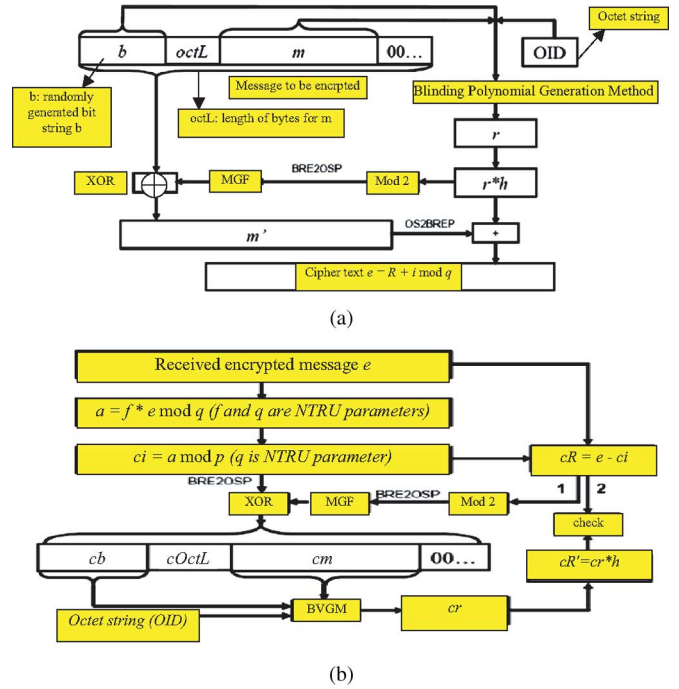 b octL m 00... OID Octet string
Message to be encrpted
b: randomly
generated bit
string b
octL: length of bytes for m
Blinding Polynomial Generation Method
r
XOR MGF BRE2OSP Mod 2 r*h
m' OS2BREP +
Cipher text e = R + i mod q
(a)
Received encrypted message e
a = f * e mod q (f and q are NTRU parameters)
ci = a mod p (q is NTRU parameter) cR = e - ci
BRE2OSP 1 2
XOR MGF BRE2OSP Mod 2
check
cb cOctL cm 00... cR'=cr*h
Octet string (OID) BVGM cr
(b)